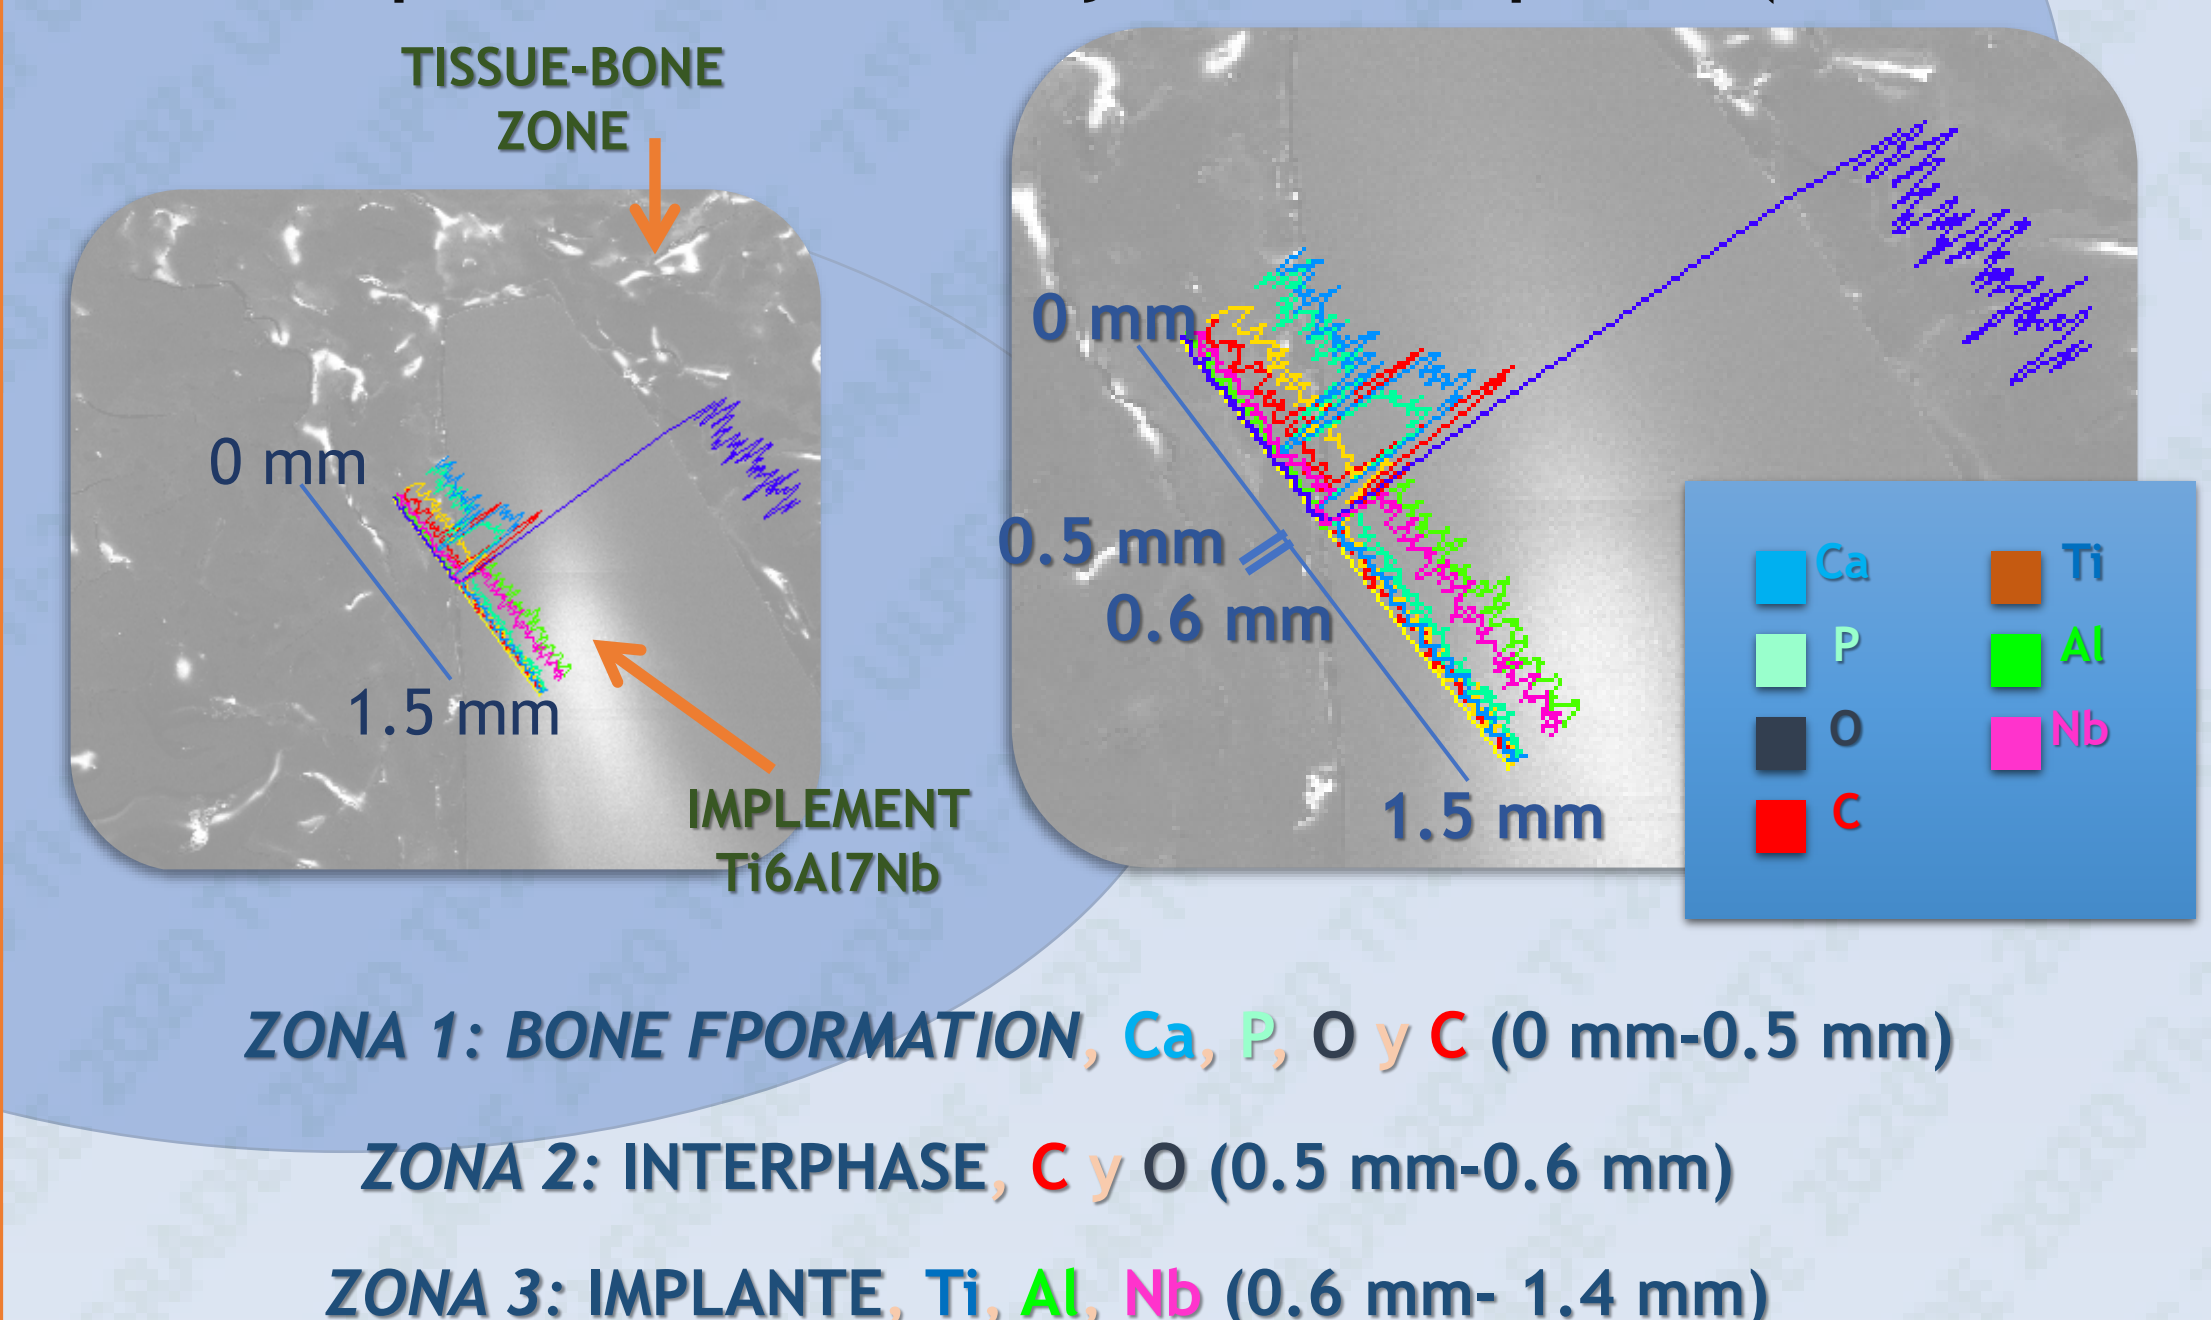 TISSUE-BONE
ZONE
0 mm
1.5 mm
IMPLEMENT
Ti6Al7Nb
0 mm
0.5 mm
0.6 mm
1.5 mm
Ca
Ti
P
Al
O
Nb
C
ZONA 1: BONE FPORMATION, Ca, P, O y C (0 mm-0.5 mm)
ZONA 2: INTERPHASE, C y O (0.5 mm-0.6 mm)
ZONA 3: IMPLANTE, Ti, Al, Nb (0.6 mm- 1.4 mm)